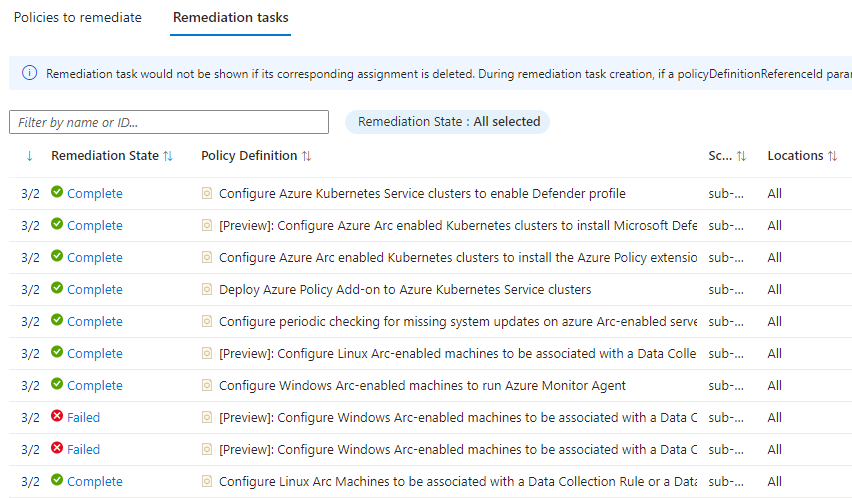 Policies to remediate Remediation tasks
Remediation task would not be shown if its corresponding assignment is deleted. During remediation task creation, if a policyDefinitionReferenceId para
Filter by name or ID... Remediation State : All selected
↓ Remediation State ↑↓ Policy Definition ↑↓ Sc... ↑↓ Locations ↑↓
3/2 Complete Configure Azure Kubernetes Service clusters to enable Defender profile sub-... All
3/2 Complete [Preview]: Configure Azure Arc enabled Kubernetes clusters to install Microsoft Defe sub-... All
3/2 Complete Configure Azure Arc enabled Kubernetes clusters to install the Azure Policy extensio sub-... All
3/2 Complete Deploy Azure Policy Add-on to Azure Kubernetes Service clusters sub-... All
3/2 Complete Configure periodic checking for missing system updates on azure Arc-enabled serve sub-... All
3/2 Complete [Preview]: Configure Linux Arc-enabled machines to be associated with a Data Colle sub-... All
3/2 Complete Configure Windows Arc-enabled machines to run Azure Monitor Agent sub-... All
3/2 Failed [Preview]: Configure Windows Arc-enabled machines to be associated with a Data C sub-... All
3/2 Failed [Preview]: Configure Windows Arc-enabled machines to be associated with a Data C sub-... All
3/2 Complete Configure Linux Arc Machines to be associated with a Data Collection Rule or a Data sub-... All